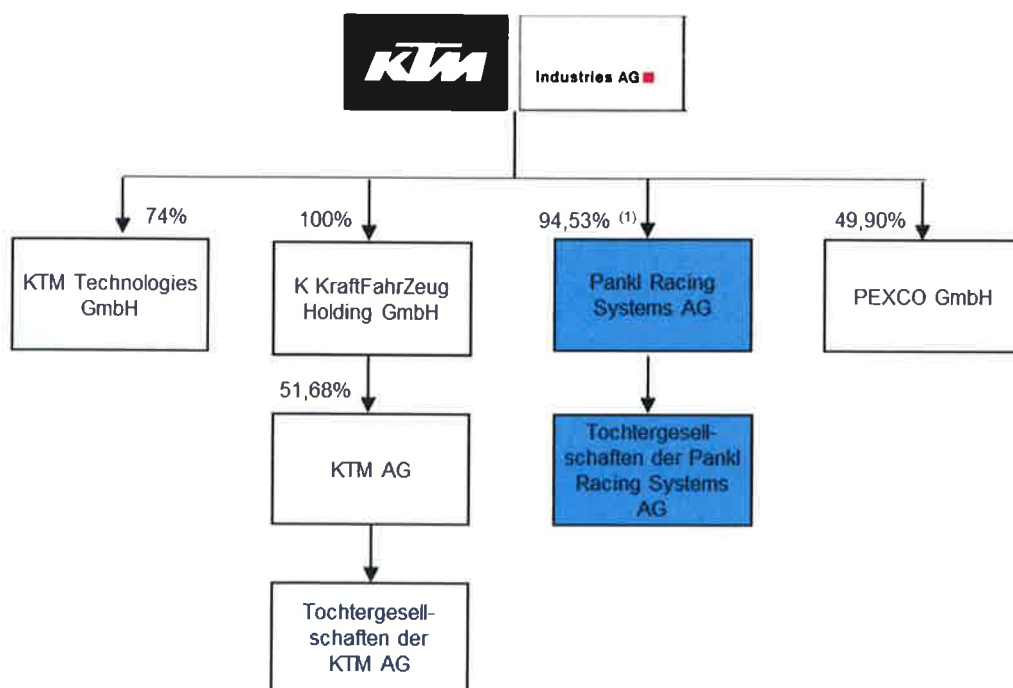 KTM
Industries AG
74%
100%
94,53% (1)
49,90%
KTM Technologies
GmbH
K KraftFahrZeug
Holding GmbH
Pankl Racing
Systems AG
PEXCO GmbH
51,68%
KTM AG
Tochtergesell-
schaften der Pankl
Racing Systems
AG
Tochtergesell-
schaften der
KTM AG